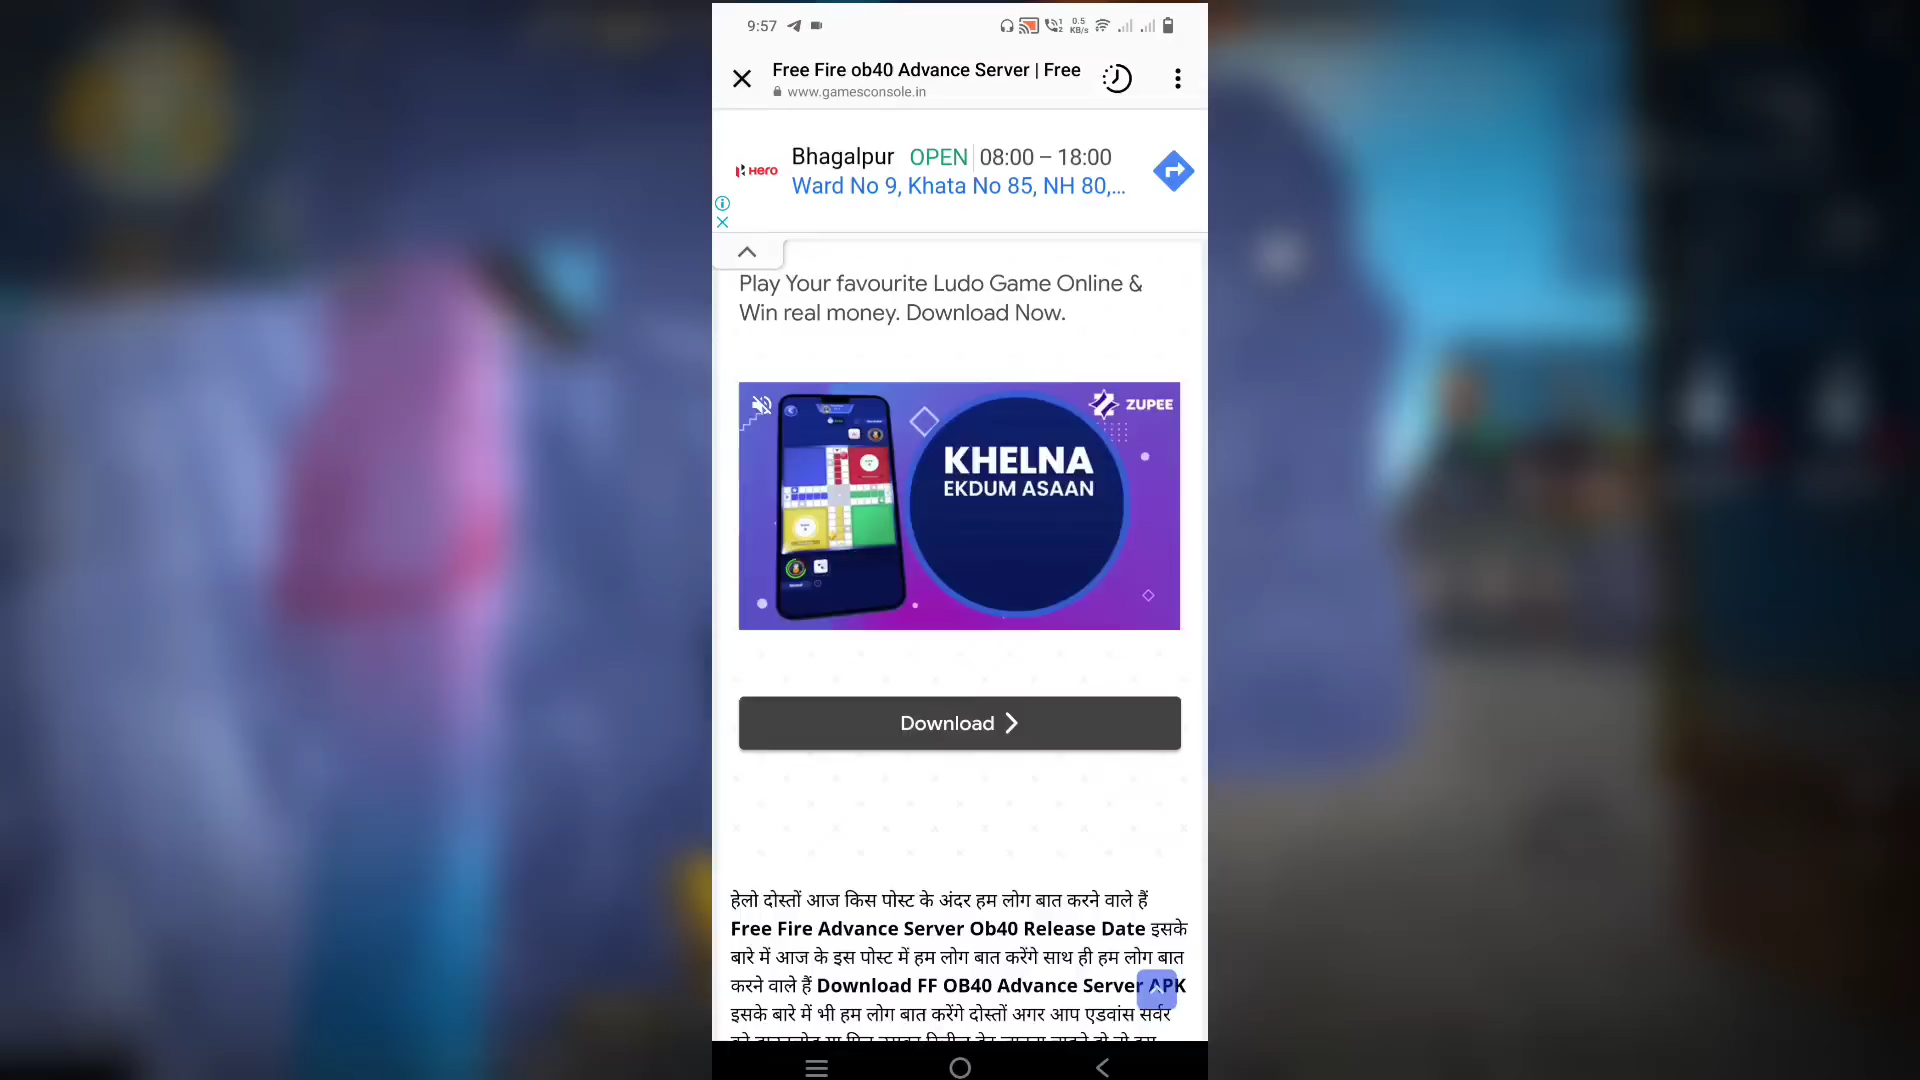 9:57
0.5
KB/s
Free Fire ob40 Advance Server | Free
www.gamesconsole.in
Hero
Bhagalpur OPEN 08:00 – 18:00
Ward No 9, Khata No 85, NH 80,...
Play Your favourite Ludo Game Online &
Win real money. Download Now.
ZUPEE
KHELNA
EKDUM ASAAN
Download
हेलो दोस्तों आज किस पोस्ट के अंदर हम लोग बात करने वाले हैं
Free Fire Advance Server Ob40 Release Date इसके
बारे में आज के इस पोस्ट में हम लोग बात करेंगे साथ ही हम लोग बात
करने वाले हैं Download FF OB40 Advance Server APK
इसके बारे में भी हम लोग बात करेंगे दोस्तों अगर आप एडवांस सर्वर